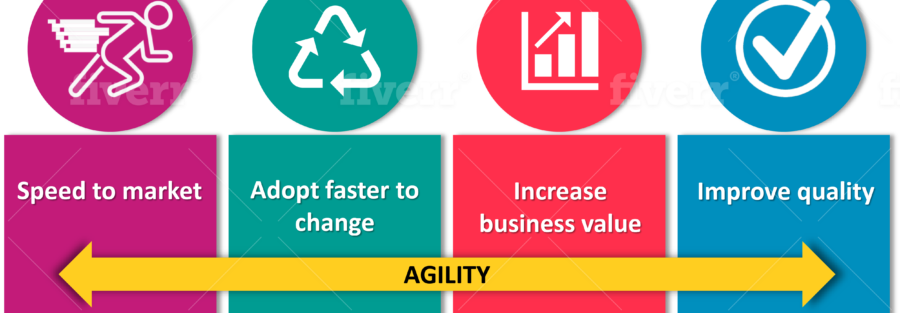 fiverr fiverr® fiverr® f
Speed to market
Adopt faster to
change
Increase
business value
Improve quality
AGILITY